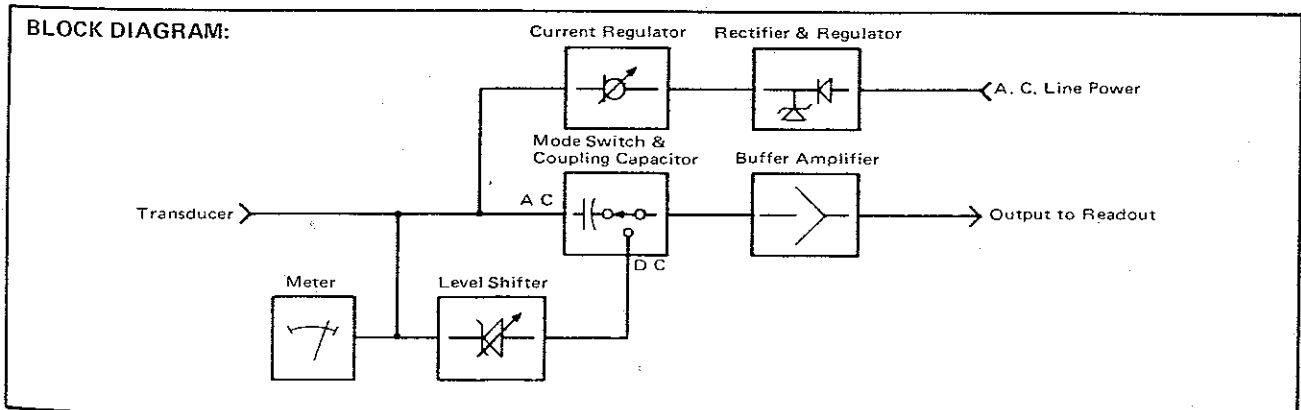 BLOCK DIAGRAM:
Current Regulator
Rectifier & Regulator
A. C. Line Power
Mode Switch &
Coupling Capacitor
Buffer Amplifier
A C
Transducer
Output to Readout
D C
Meter
Level Shifter